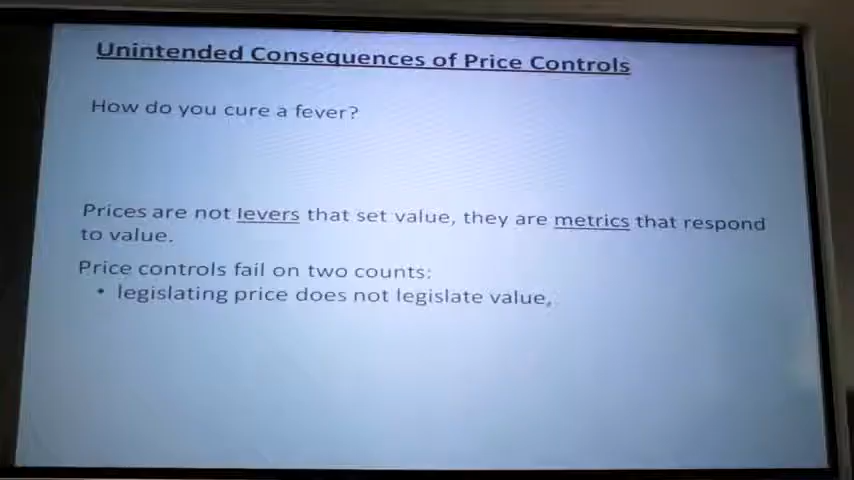 Unintended Consequences of Price Controls
How do you cure a fever?
Prices are not levers that set value, they are metrics that respond
to value.
Price controls fail on two counts:
• legislating price does not legislate value,